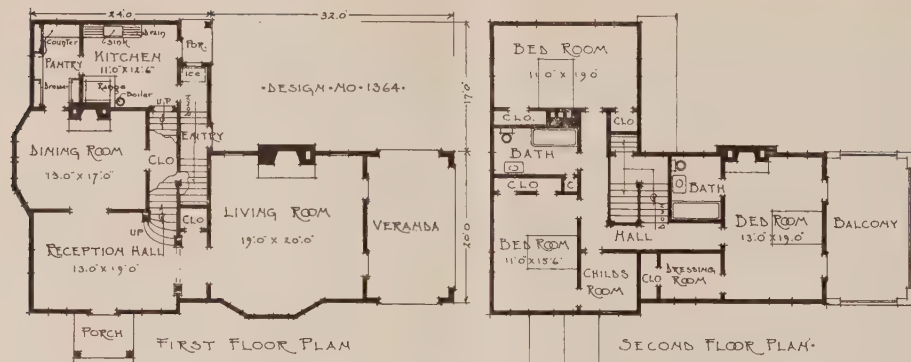 24'.0"
32.0"
Counter
Sink
Drain
POR.
KITCHEN
11'.0" X 12'.6"
ICE
PANTRY
Dresser
Range
Boiler
UP
DOWN
ENTRY
•DESIGN•NO•1364•
17'.0"
DINING ROOM
13'.0" X 17'.0"
CLO
CLO
LIVING ROOM
19'.0" X 20'.0"
VERANDA
20'.0"
UP
RECEPTION HALL
13'.0" X 19'.0"
PORCH
FIRST FLOOR PLAN
BED ROOM
11'.0" X 19'.0"
CLO.
CLO
BATH
CLO
C
BATH
DOWN
HALL
BED ROOM
13'.0" X 19'.0"
BALCONY
BED ROOM
11'.0" X 15'.6"
CHILDS
ROOM
CLO
DRESSING
ROOM
SECOND FLOOR PLAN•